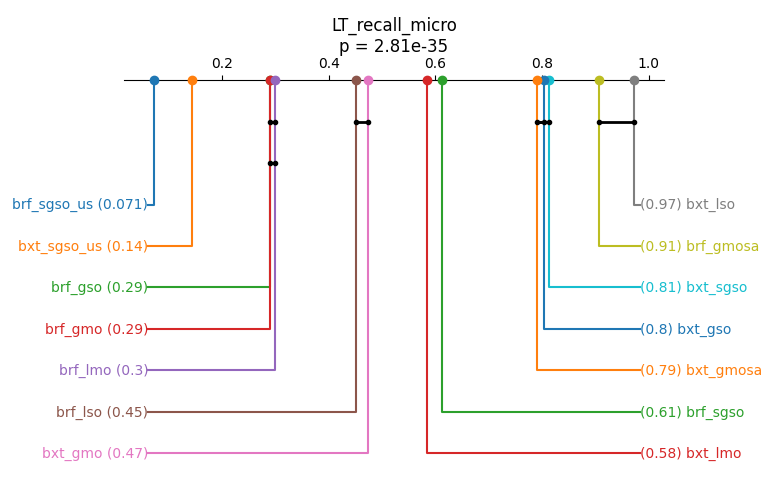 LT_recall_micro
p = 2.81e-35
0.2 0.4 0.6 0.8 1.0
brf_sgso_us (0.071) (0.97) bxt_lso
bxt_sgso_us (0.14) (0.91) brf_gmosa
brf_gso (0.29) (0.81) bxt_sgso
brf_gmo (0.29) (0.8) bxt_gso
brf_lmo (0.3) (0.79) bxt_gmosa
brf_lso (0.45) (0.61) brf_sgso
bxt_gmo (0.47) (0.58) bxt_lmo